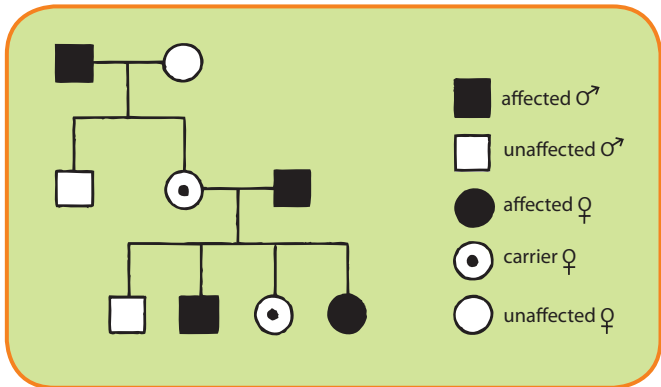 affected ♂
unaffected ♂
affected ♀
carrier ♀
unaffected ♀